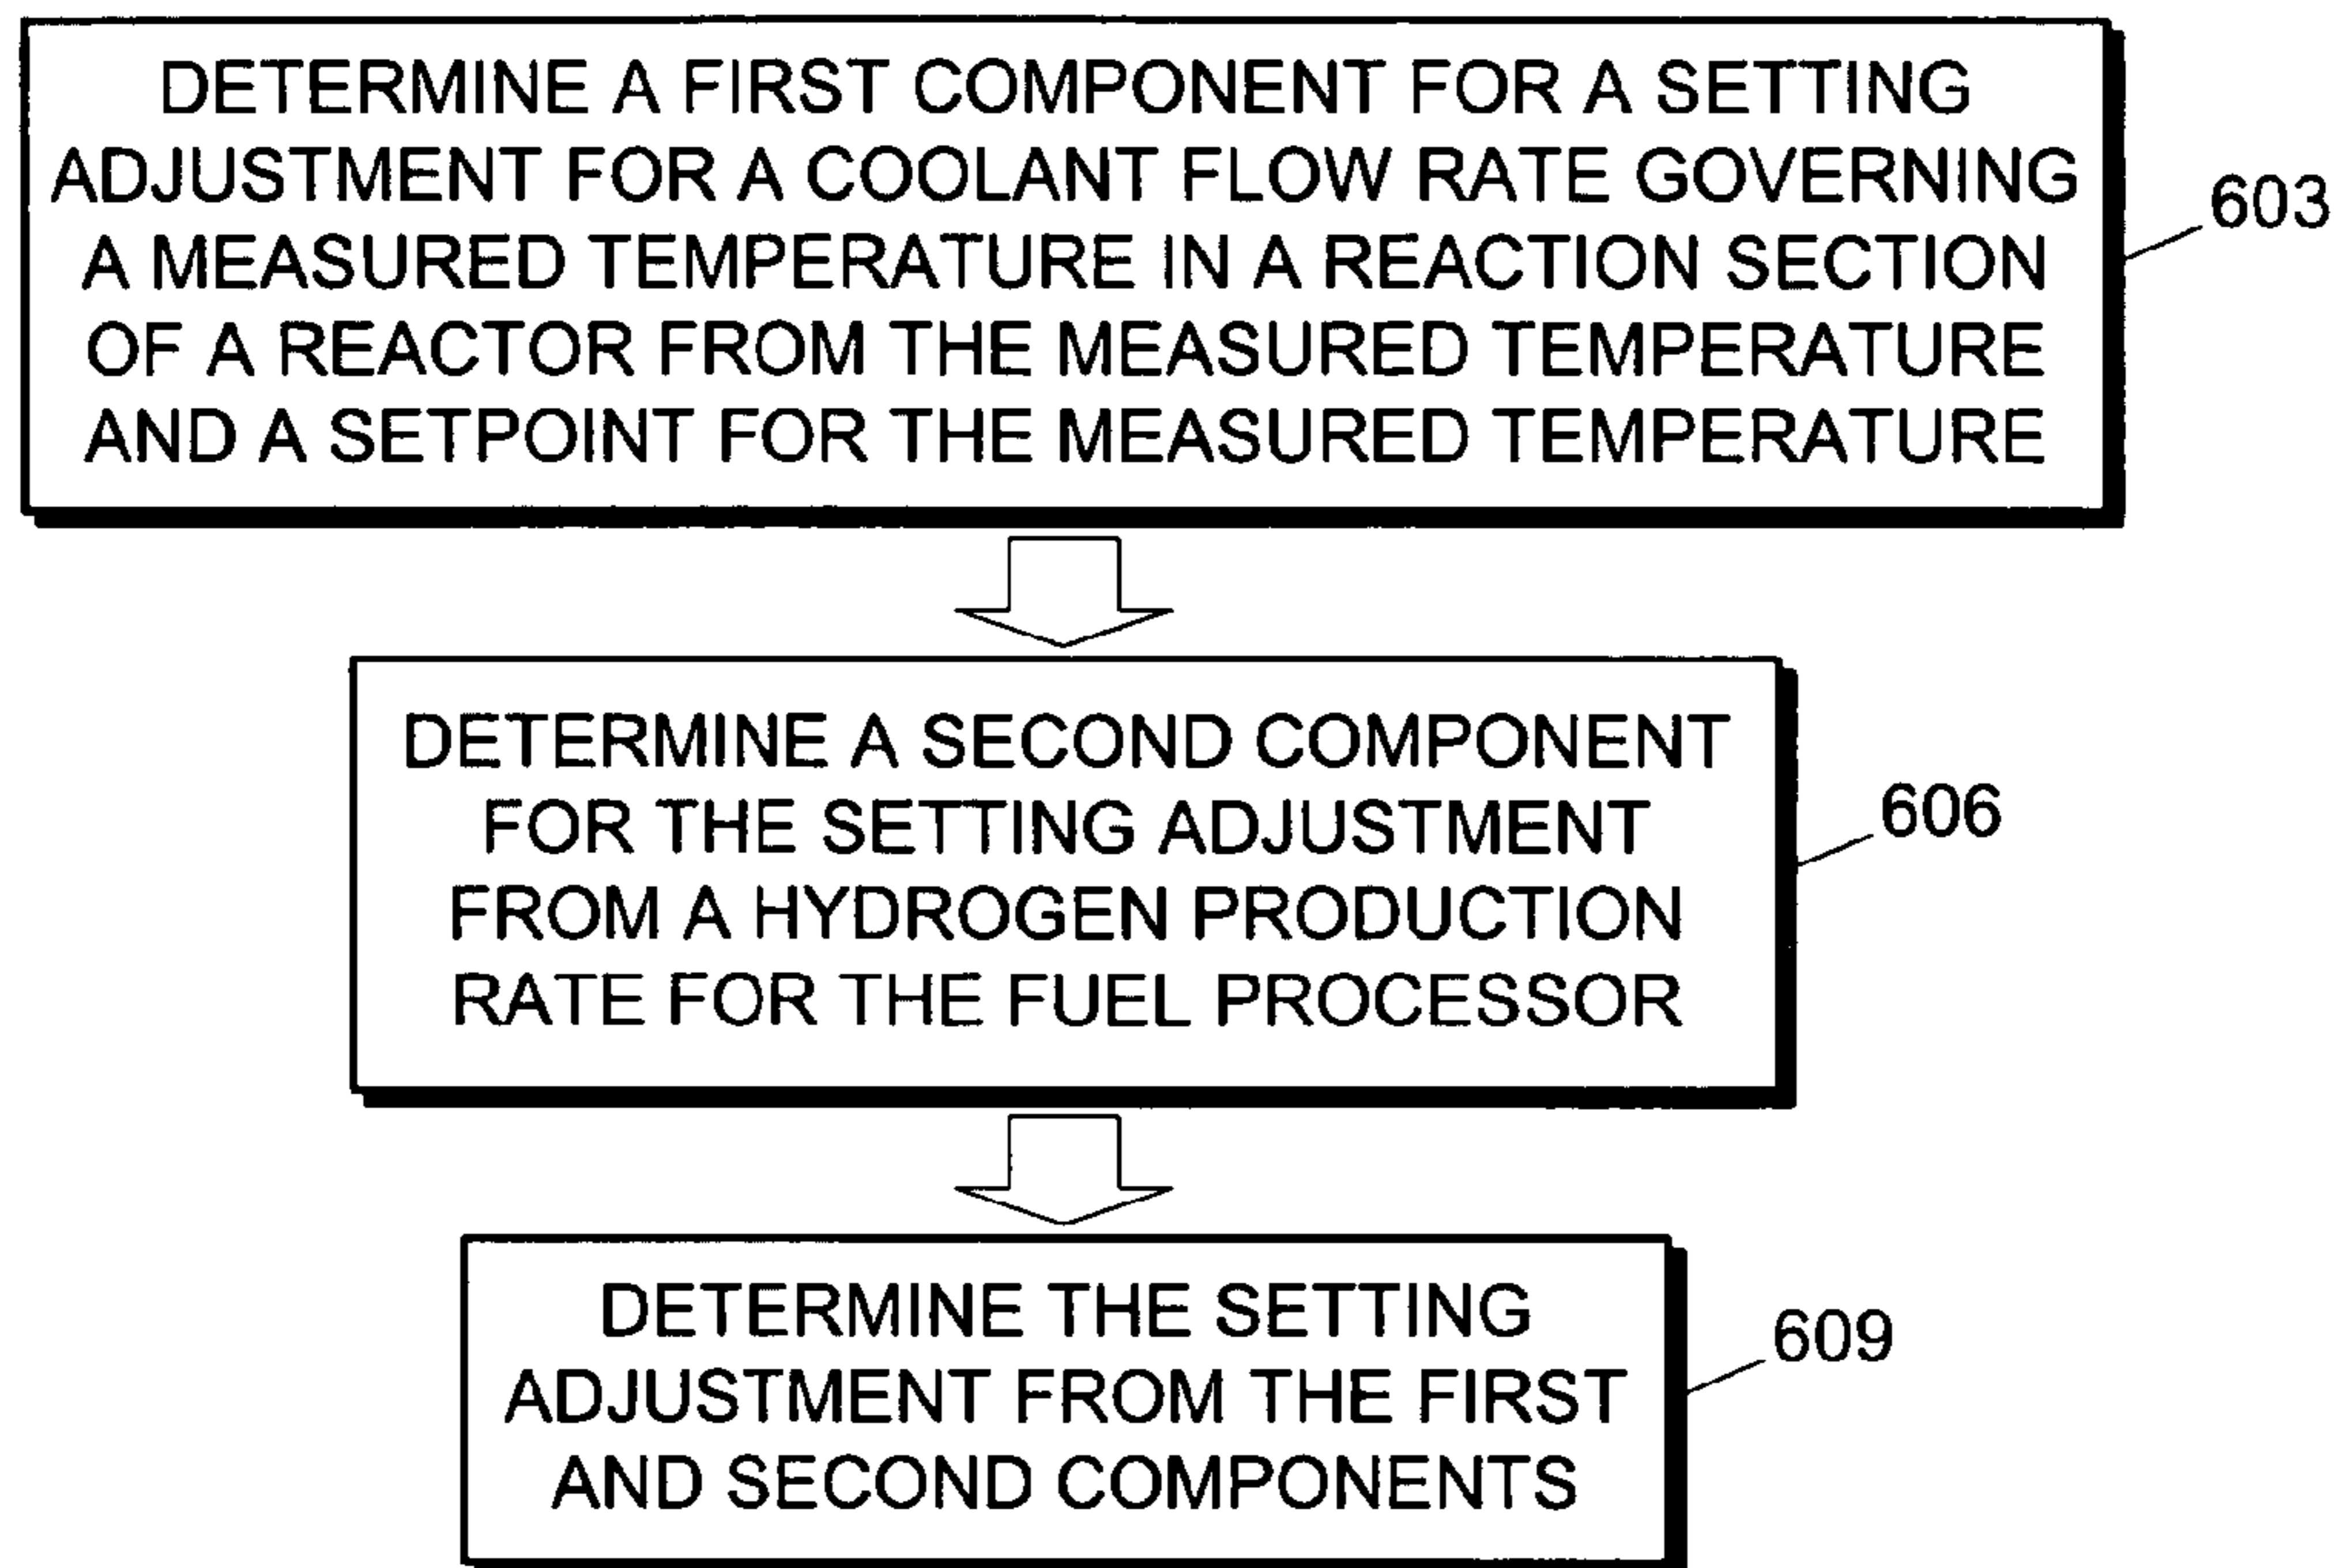 DETERMINE A FIRST COMPONENT FOR A SETTING
ADJUSTMENT FOR A COOLANT FLOW RATE GOVERNING
A MEASURED TEMPERATURE IN A REACTION SECTION
OF A REACTOR FROM THE MEASURED TEMPERATURE
AND A SETPOINT FOR THE MEASURED TEMPERATURE
603
DETERMINE A SECOND COMPONENT
FOR THE SETTING ADJUSTMENT
FROM A HYDROGEN PRODUCTION
RATE FOR THE FUEL PROCESSOR
606
DETERMINE THE SETTING
ADJUSTMENT FROM THE FIRST
AND SECOND COMPONENTS
609